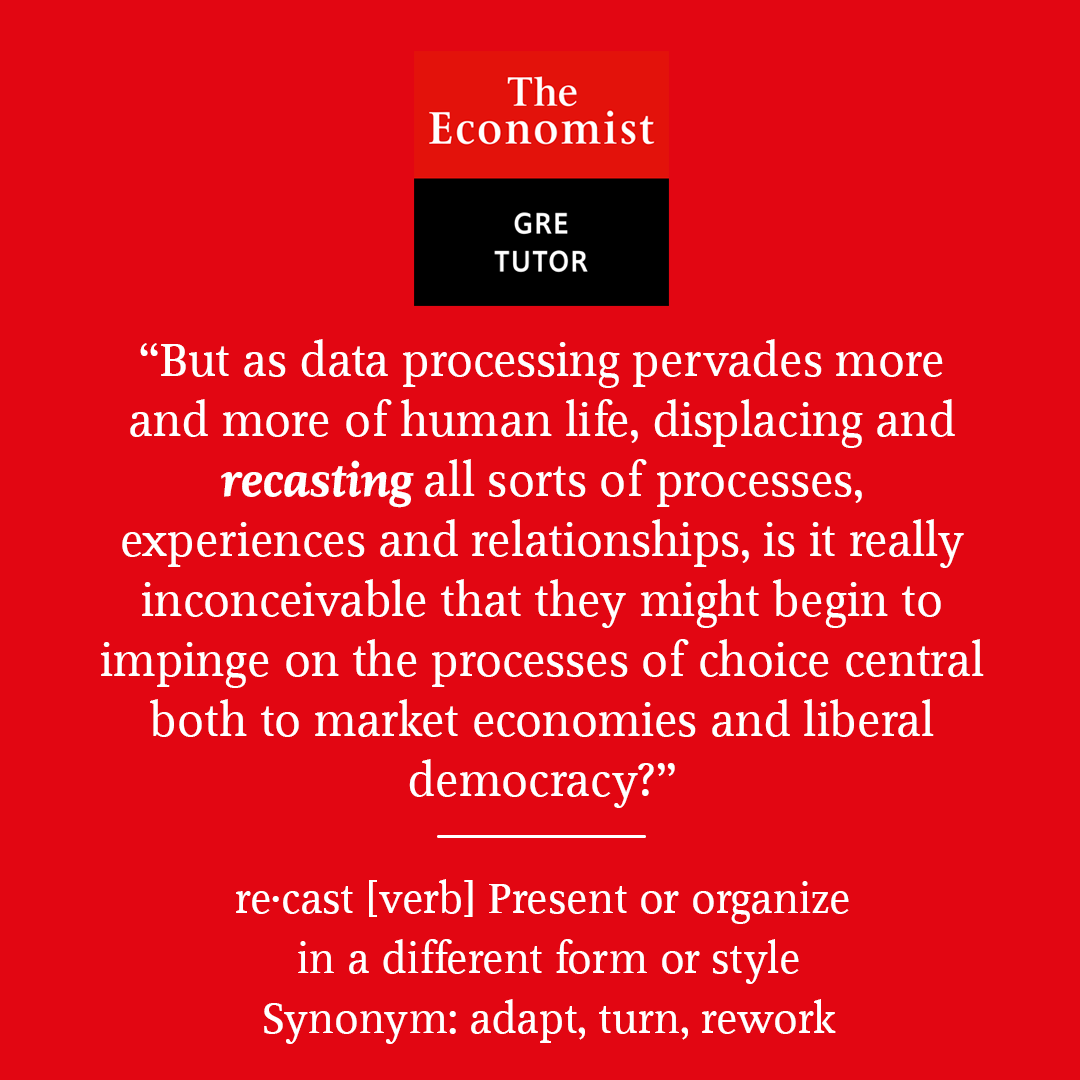 The
Economist
GRE
TUTOR
“But as data processing pervades more
and more of human life, displacing and
recasting all sorts of processes,
experiences and relationships, is it really
inconceivable that they might begin to
impinge on the processes of choice central
both to market economies and liberal
democracy?”
re·cast [verb] Present or organize
in a different form or style
Synonym: adapt, turn, rework